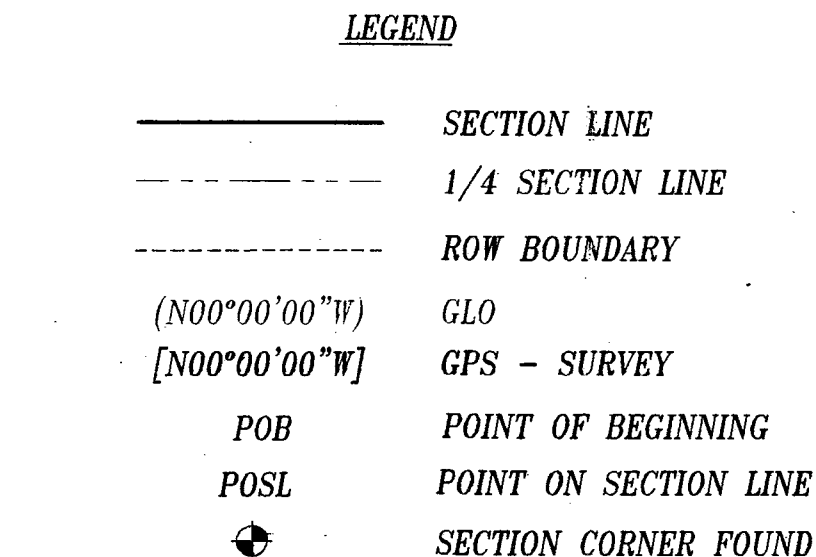 LEGEND
SECTION LINE
1/4 SECTION LINE
ROW BOUNDARY
(N00°00'00"W) GLO
[N00°00'00"W] GPS - SURVEY
POB POINT OF BEGINNING
POSL POINT ON SECTION LINE
SECTION CORNER FOUND